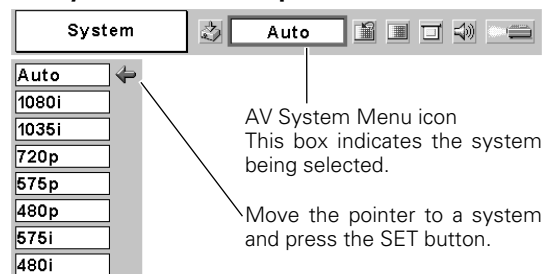 System
Auto
Auto
1080i
1035i
720p
575p
480p
575i
480i
AV System Menu icon
This box indicates the system
being selected.
Move the pointer to a system
and press the SET button.